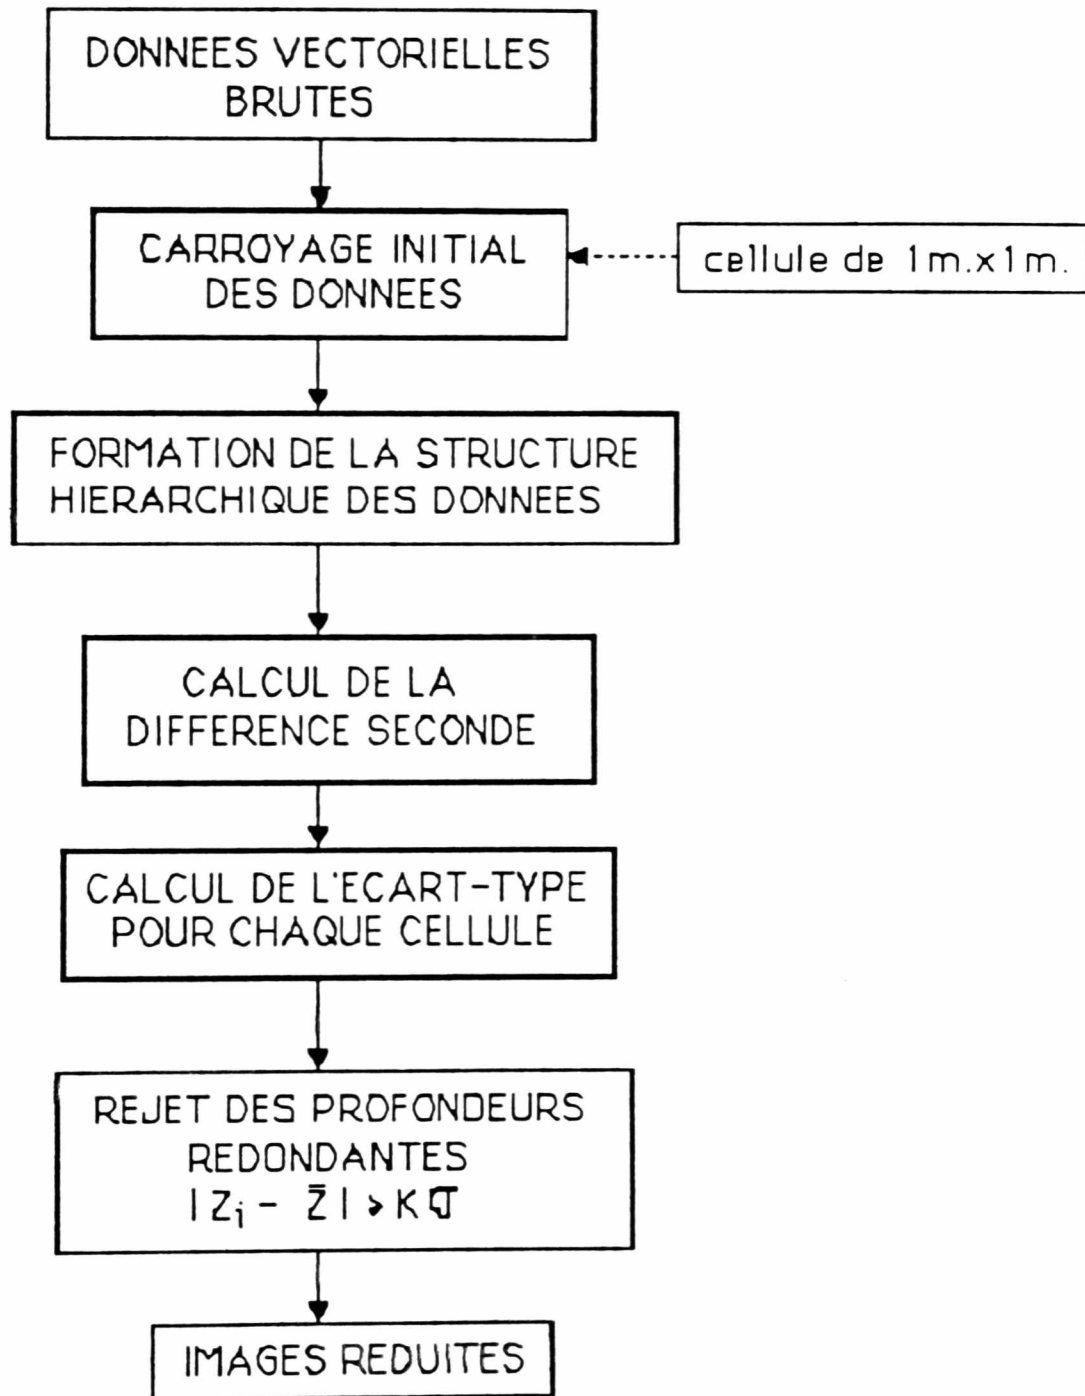 DONNEES VECTORIELLES
BRUTES
CARROYAGE INITIAL
DES DONNEES
cellule de 1m.x1m.
FORMATION DE LA STRUCTURE
HIERARCHIQUE DES DONNEES
CALCUL DE LA
DIFFERENCE SECONDE
CALCUL DE L'ECART-TYPE
POUR CHAQUE CELLULE
REJET DES PROFONDEURS
REDONDANTES
|Zi - Z̄| > Kσ
IMAGES REDUITES